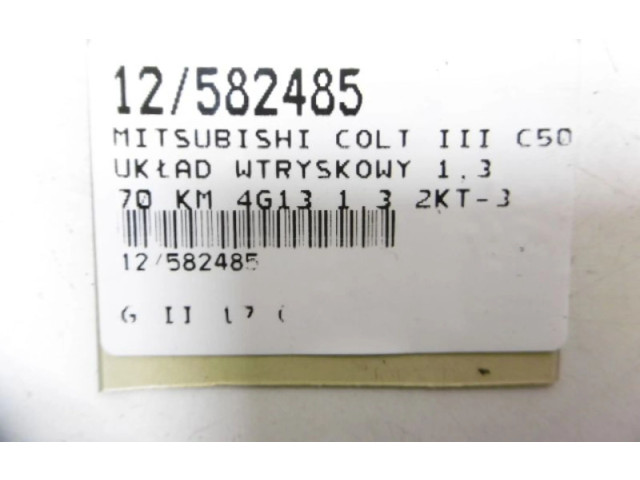 12/582485
MITSUBISHI COLT III C50
UKŁAD WTRYSKOWY 1.3
70 KM 4G13 1.3 2KT-3
12/582485
G II